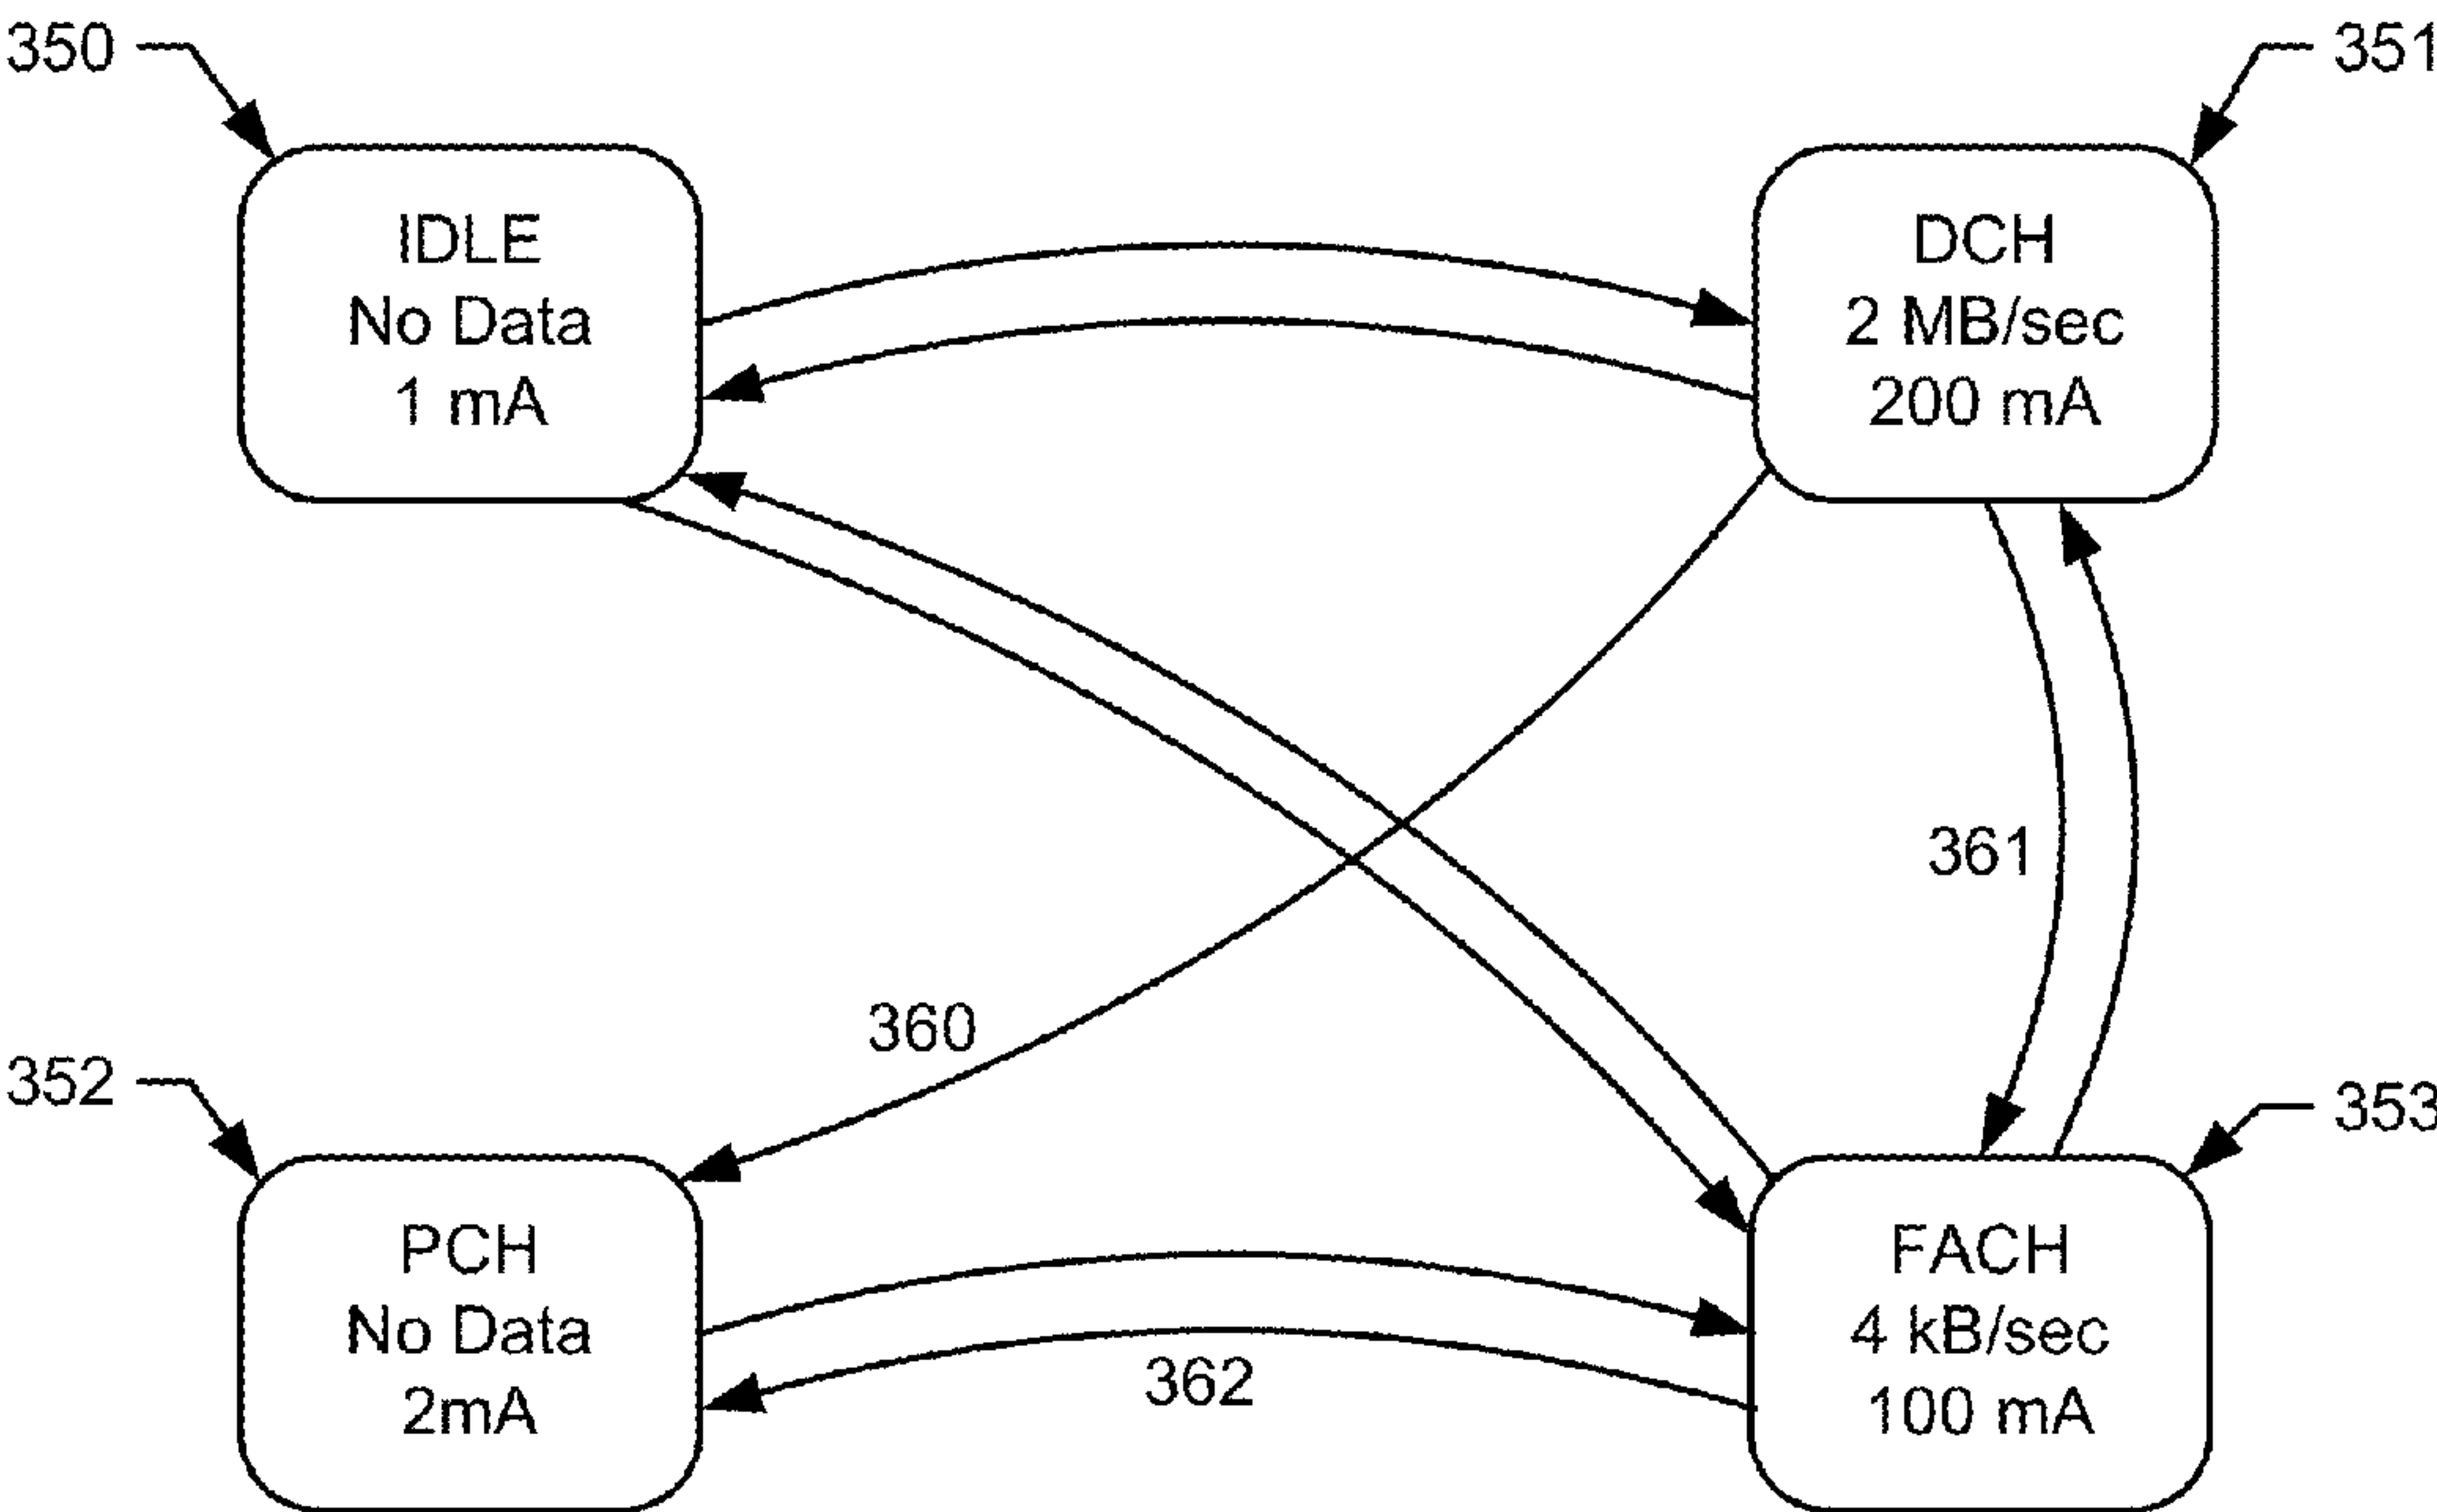 350
351
IDLE
No Data
1 mA
DCH
2 MB/sec
200 mA
361
360
352
353
PCH
No Data
2mA
362
FACH
4 kB/sec
100 mA